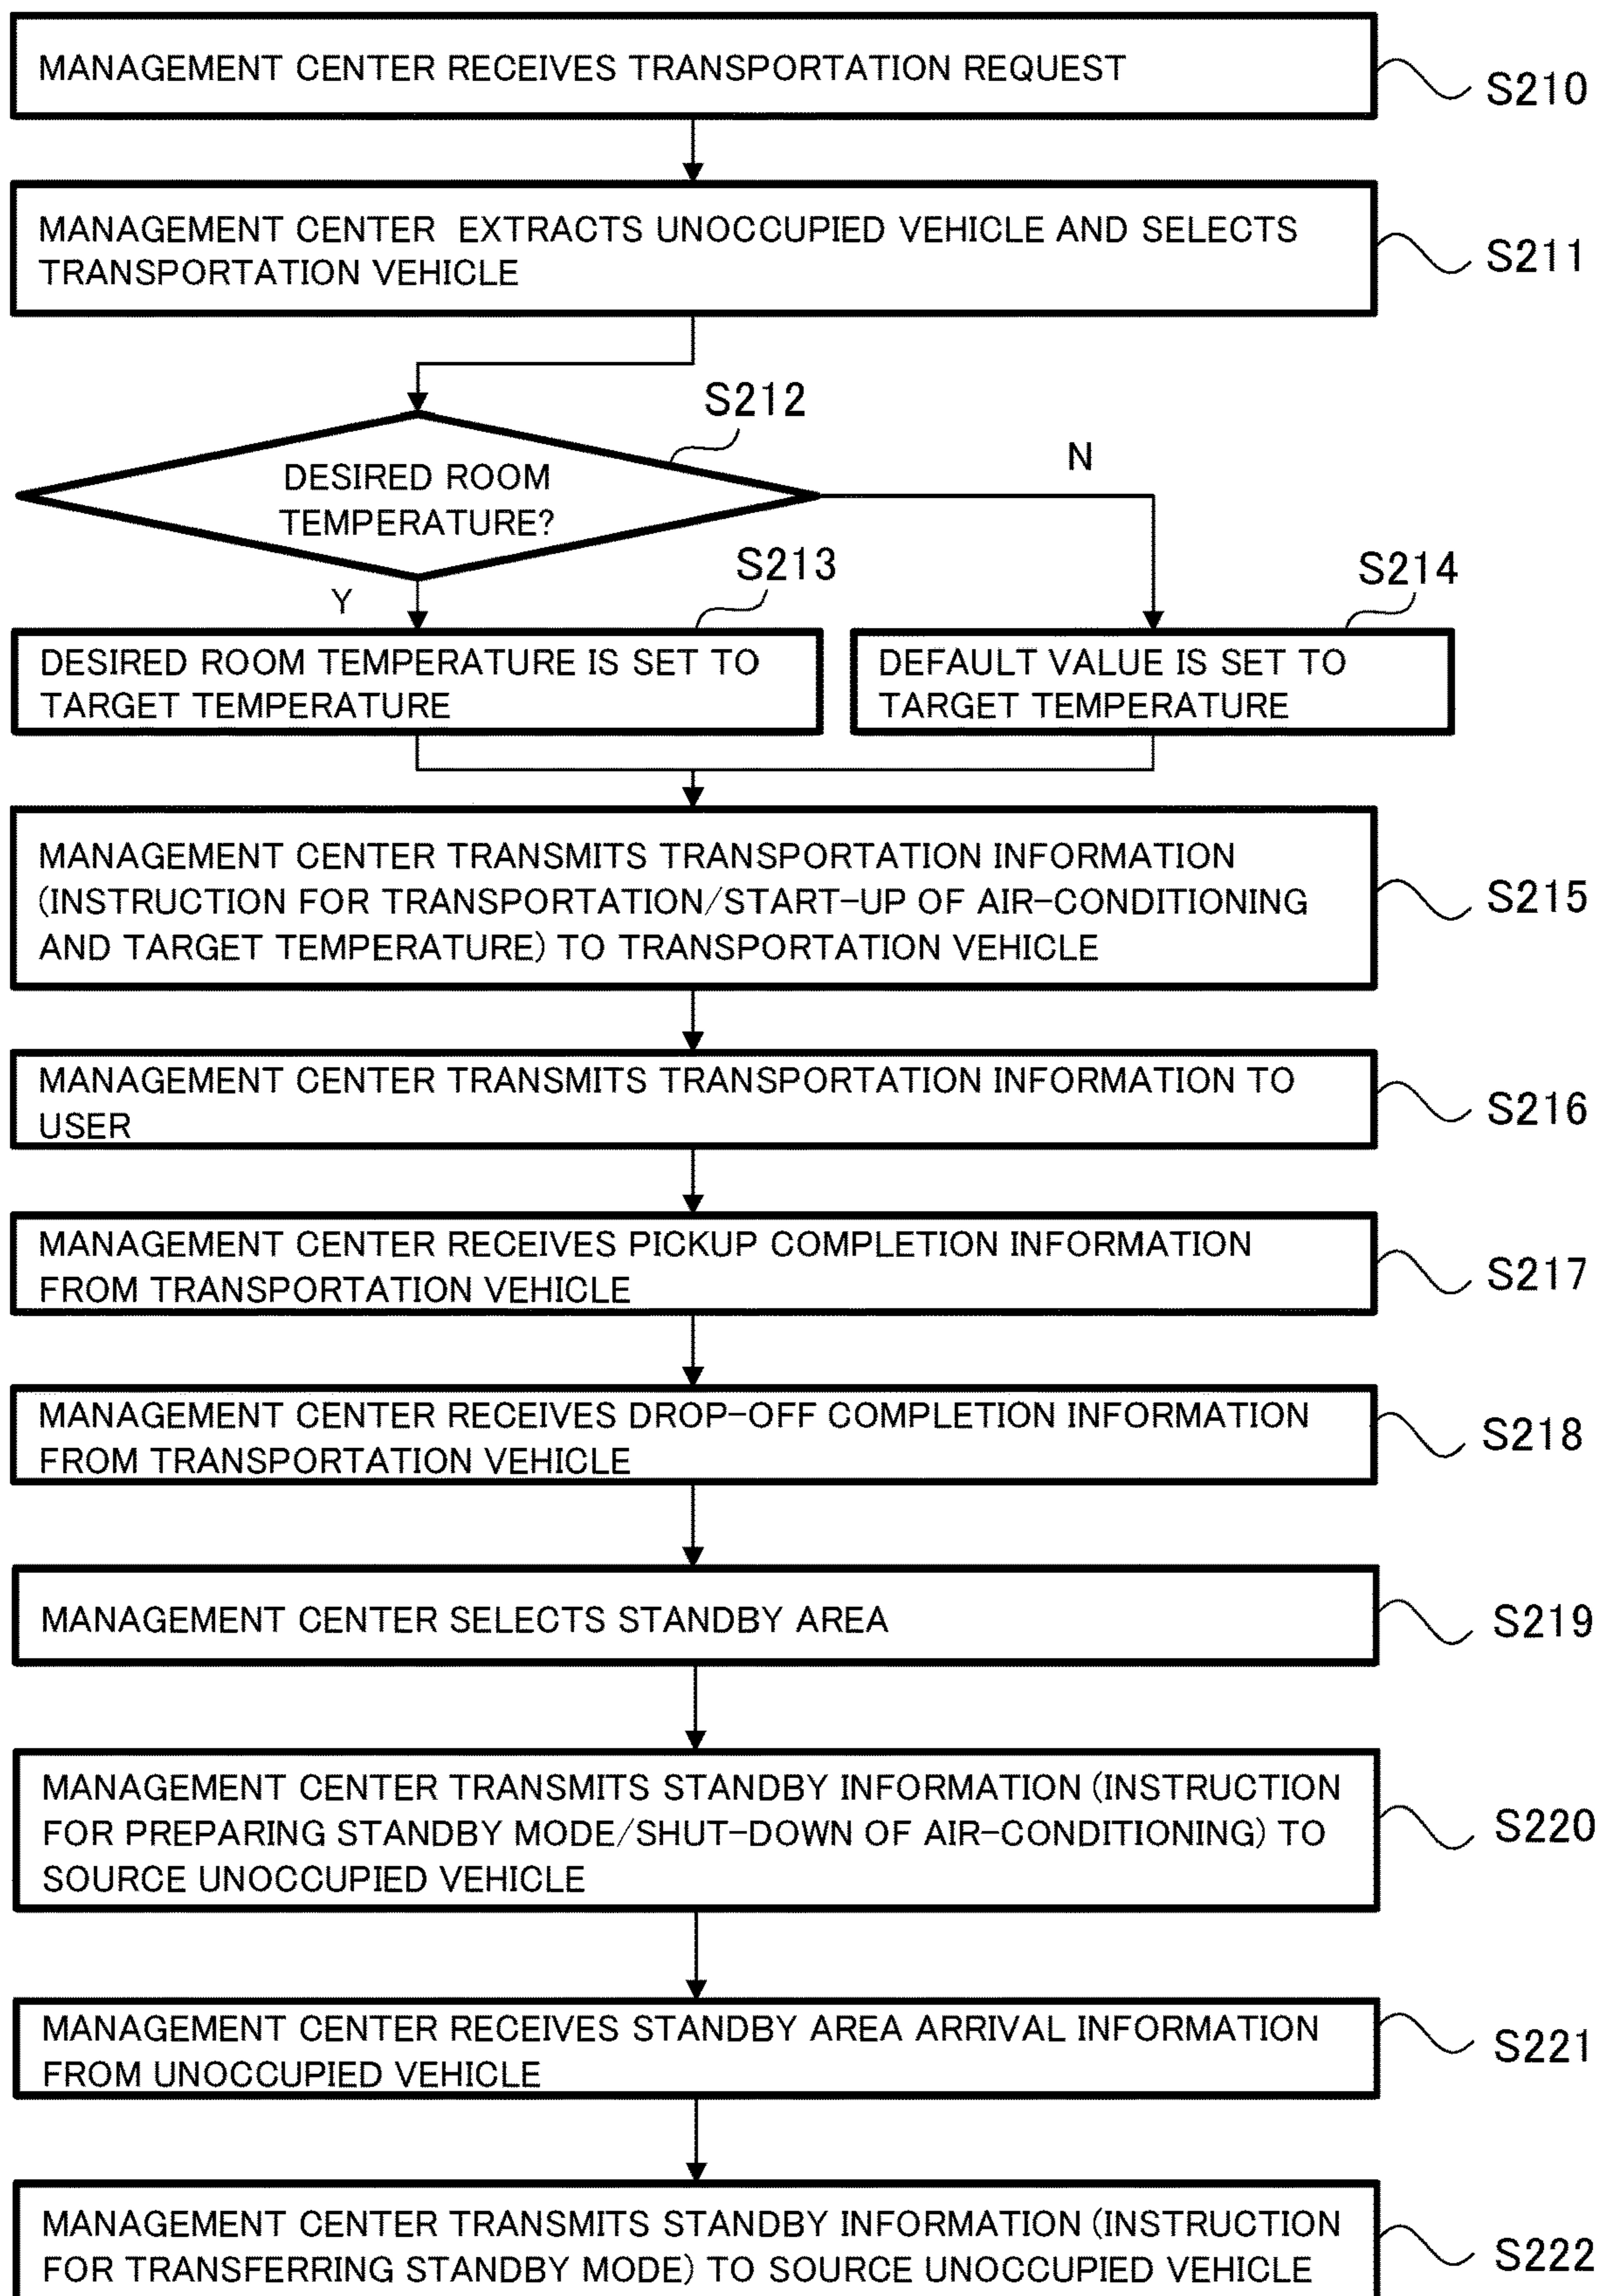 MANAGEMENT CENTER RECEIVES TRANSPORTATION REQUEST
S210
MANAGEMENT CENTER EXTRACTS UNOCCUPIED VEHICLE AND SELECTS
TRANSPORTATION VEHICLE
S211
S212
DESIRED ROOM
TEMPERATURE?
N
Y
S213
DESIRED ROOM TEMPERATURE IS SET TO
TARGET TEMPERATURE
S214
DEFAULT VALUE IS SET TO
TARGET TEMPERATURE
MANAGEMENT CENTER TRANSMITS TRANSPORTATION INFORMATION
(INSTRUCTION FOR TRANSPORTATION/START-UP OF AIR-CONDITIONING
AND TARGET TEMPERATURE) TO TRANSPORTATION VEHICLE
S215
MANAGEMENT CENTER TRANSMITS TRANSPORTATION INFORMATION TO
USER
S216
MANAGEMENT CENTER RECEIVES PICKUP COMPLETION INFORMATION
FROM TRANSPORTATION VEHICLE
S217
MANAGEMENT CENTER RECEIVES DROP-OFF COMPLETION INFORMATION
FROM TRANSPORTATION VEHICLE
S218
MANAGEMENT CENTER SELECTS STANDBY AREA
S219
MANAGEMENT CENTER TRANSMITS STANDBY INFORMATION (INSTRUCTION
FOR PREPARING STANDBY MODE/SHUT-DOWN OF AIR-CONDITIONING) TO
SOURCE UNOCCUPIED VEHICLE
S220
MANAGEMENT CENTER RECEIVES STANDBY AREA ARRIVAL INFORMATION
FROM UNOCCUPIED VEHICLE
S221
MANAGEMENT CENTER TRANSMITS STANDBY INFORMATION (INSTRUCTION
FOR TRANSFERRING STANDBY MODE) TO SOURCE UNOCCUPIED VEHICLE
S222